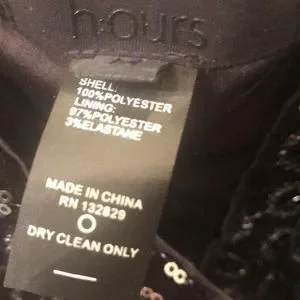 hours
SHELL:
100%POLYESTER
LINING:
97%POLYESTER
3%ELASTANE
MADE IN CHINA
RN 132829
DRY CLEAN ONLY